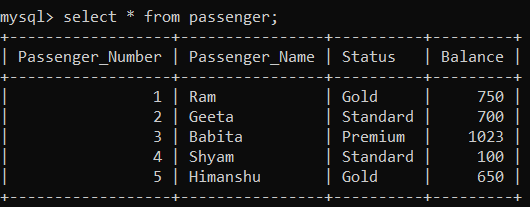 mysql> select * from passenger;
+------------------+----------------+----------+---------+
| Passenger_Number | Passenger_Name | Status   | Balance |
+------------------+----------------+----------+---------+
|                1 | Ram            | Gold     |     750 |
|                2 | Geeta          | Standard |     700 |
|                3 | Babita         | Premium  |    1023 |
|                4 | Shyam          | Standard |     100 |
|                5 | Himanshu       | Gold     |     650 |
+------------------+----------------+----------+---------+